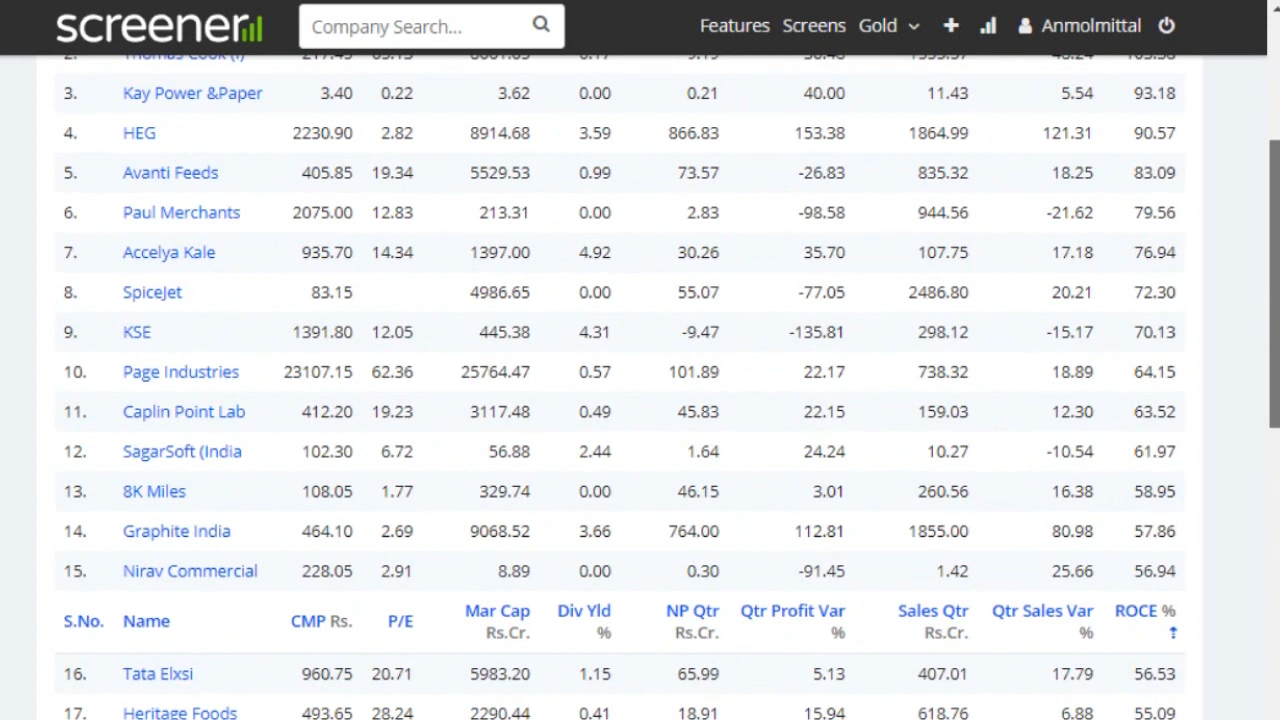 screener Company Search... Features Screens Gold Anmolmittal
2. Thomas Cook (I)
3. Kay Power &Paper 3.40 0.22 3.62 0.00 0.21 40.00 11.43 5.54 93.18
4. HEG 2230.90 2.82 8914.68 3.59 866.83 153.38 1864.99 121.31 90.57
5. Avanti Feeds 405.85 19.34 5529.53 0.99 73.57 -26.83 835.32 18.25 83.09
6. Paul Merchants 2075.00 12.83 213.31 0.00 2.83 -98.58 944.56 -21.62 79.56
7. Accelya Kale 935.70 14.34 1397.00 4.92 30.26 35.70 107.75 17.18 76.94
8. SpiceJet 83.15 4986.65 0.00 55.07 -77.05 2486.80 20.21 72.30
9. KSE 1391.80 12.05 445.38 4.31 -9.47 -135.81 298.12 -15.17 70.13
10. Page Industries 23107.15 62.36 25764.47 0.57 101.89 22.17 738.32 18.89 64.15
11. Caplin Point Lab 412.20 19.23 3117.48 0.49 45.83 22.15 159.03 12.30 63.52
12. SagarSoft (India 102.30 6.72 56.88 2.44 1.64 24.24 10.27 -10.54 61.97
13. 8K Miles 108.05 1.77 329.74 0.00 46.15 3.01 260.56 16.38 58.95
14. Graphite India 464.10 2.69 9068.52 3.66 764.00 112.81 1855.00 80.98 57.86
15. Nirav Commercial 228.05 2.91 8.89 0.00 0.30 -91.45 1.42 25.66 56.94
S.No. Name CMP Rs. P/E Mar Cap Div Yld NP Qtr Qtr Profit Var Sales Qtr Qtr Sales Var ROCE %
Rs.Cr. % Rs.Cr. % Rs.Cr. %
16. Tata Elxsi 960.75 20.71 5983.20 1.15 65.99 5.13 407.01 17.79 56.53
17. Heritage Foods 493.65 28.24 2290.44 0.41 18.91 15.94 618.76 6.88 55.09